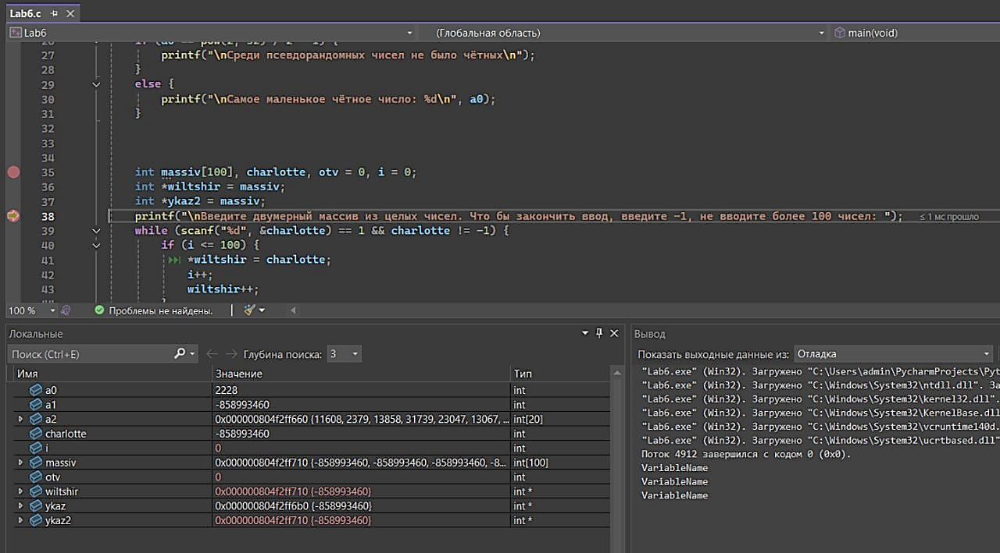 Lab6.c
Lab6 (Глобальная область) main(void)
27 printf("\nСреди псевдорандомных чисел не было чётных\n");
28 }
29 else {
30 printf("\nСамое маленькое чётное число: %d\n", a0);
31 }
32
33
34
35 int massiv[100], charlotte, otv = 0, i = 0;
36 int *wiltshir = massiv;
37 int *ykaz2 = massiv;
38 printf("\nВведите двумерный массив из целых чисел. Что бы закончить ввод, введите -1, не вводите более 100 чисел: "); ≤ 1 мс прошло
39 while (scanf("%d", &charlotte) == 1 && charlotte != -1) {
40 if (i <= 100) {
41 *wiltshir = charlotte;
42 i++;
43 wiltshir++;
100 % Проблемы не найдены.
Локальные
Поиск (Ctrl+E) Глубина поиска: 3
Имя Значение Тип
a0 2228 int
a1 -858993460 int
a2 0x000000804f2ff660 {11608, 2379, 13858, 31739, 23047, 13067, ... int[20]
charlotte -858993460 int
i 0 int
massiv 0x000000804f2ff710 {-858993460, -858993460, -858993460, -8... int[100]
otv 0 int
wiltshir 0x000000804f2ff710 {-858993460} int *
ykaz 0x000000804f2ff6b0 {-858993460} int *
ykaz2 0x000000804f2ff710 {-858993460} int *
Вывод
Показать выходные данные из: Отладка
"Lab6.exe" (Win32). Загружено "C:\Users\admin\PycharmProjects\Pyt
"Lab6.exe" (Win32). Загружено "C:\Windows\System32\ntdll.dll". За
"Lab6.exe" (Win32). Загружено "C:\Windows\System32\kernel32.dll".
"Lab6.exe" (Win32). Загружено "C:\Windows\System32\KernelBase.dll
"Lab6.exe" (Win32). Загружено "C:\Windows\System32\vcruntime140d.
"Lab6.exe" (Win32). Загружено "C:\Windows\System32\ucrtbased.dll"
Поток 4912 завершился с кодом 0 (0x0).
VariableName
VariableName
VariableName